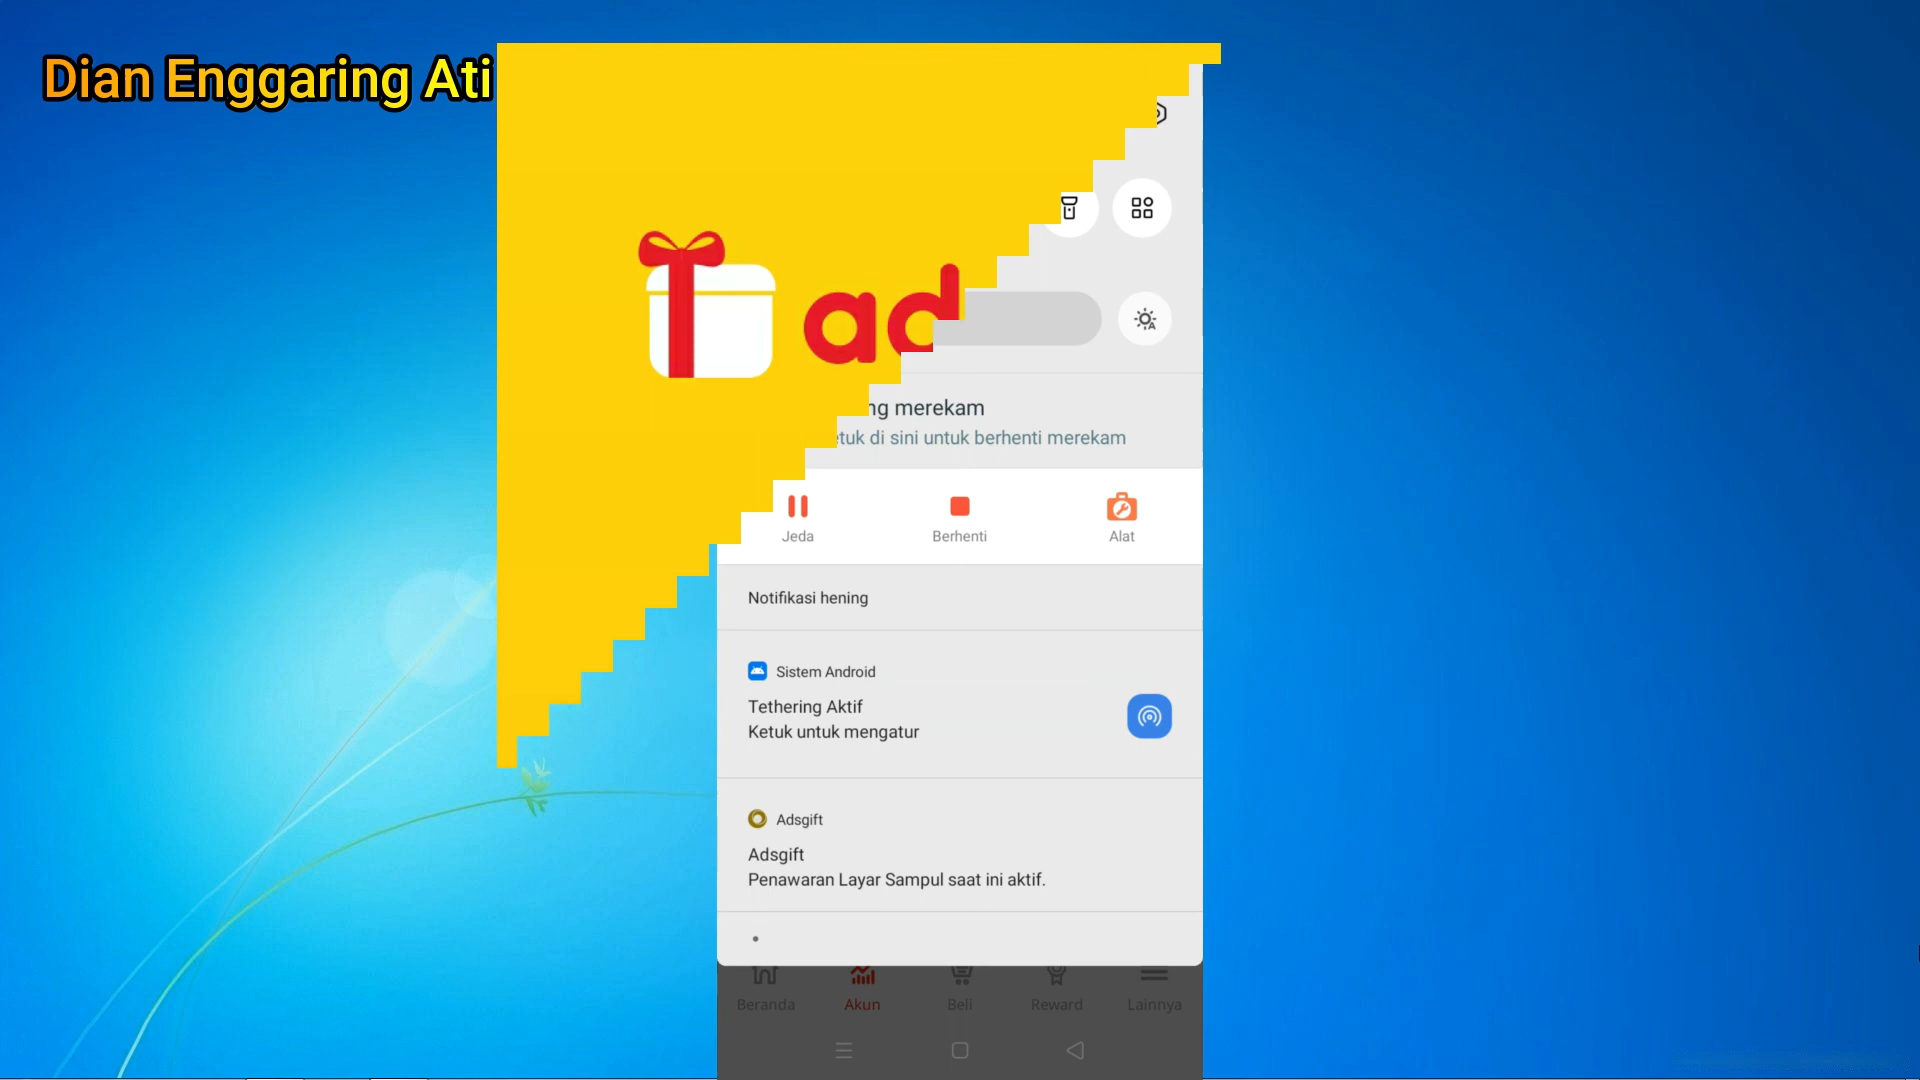 Dian Enggaring Ati
ad
ng merekam
etuk di sini untuk berhenti merekam
Jeda
Berhenti
Alat
Notifikasi hening
Sistem Android
Tethering Aktif
Ketuk untuk mengatur
Adsgift
Adsgift
Penawaran Layar Sampul saat ini aktif.
Beranda
Akun
Beli
Reward
Lainnya